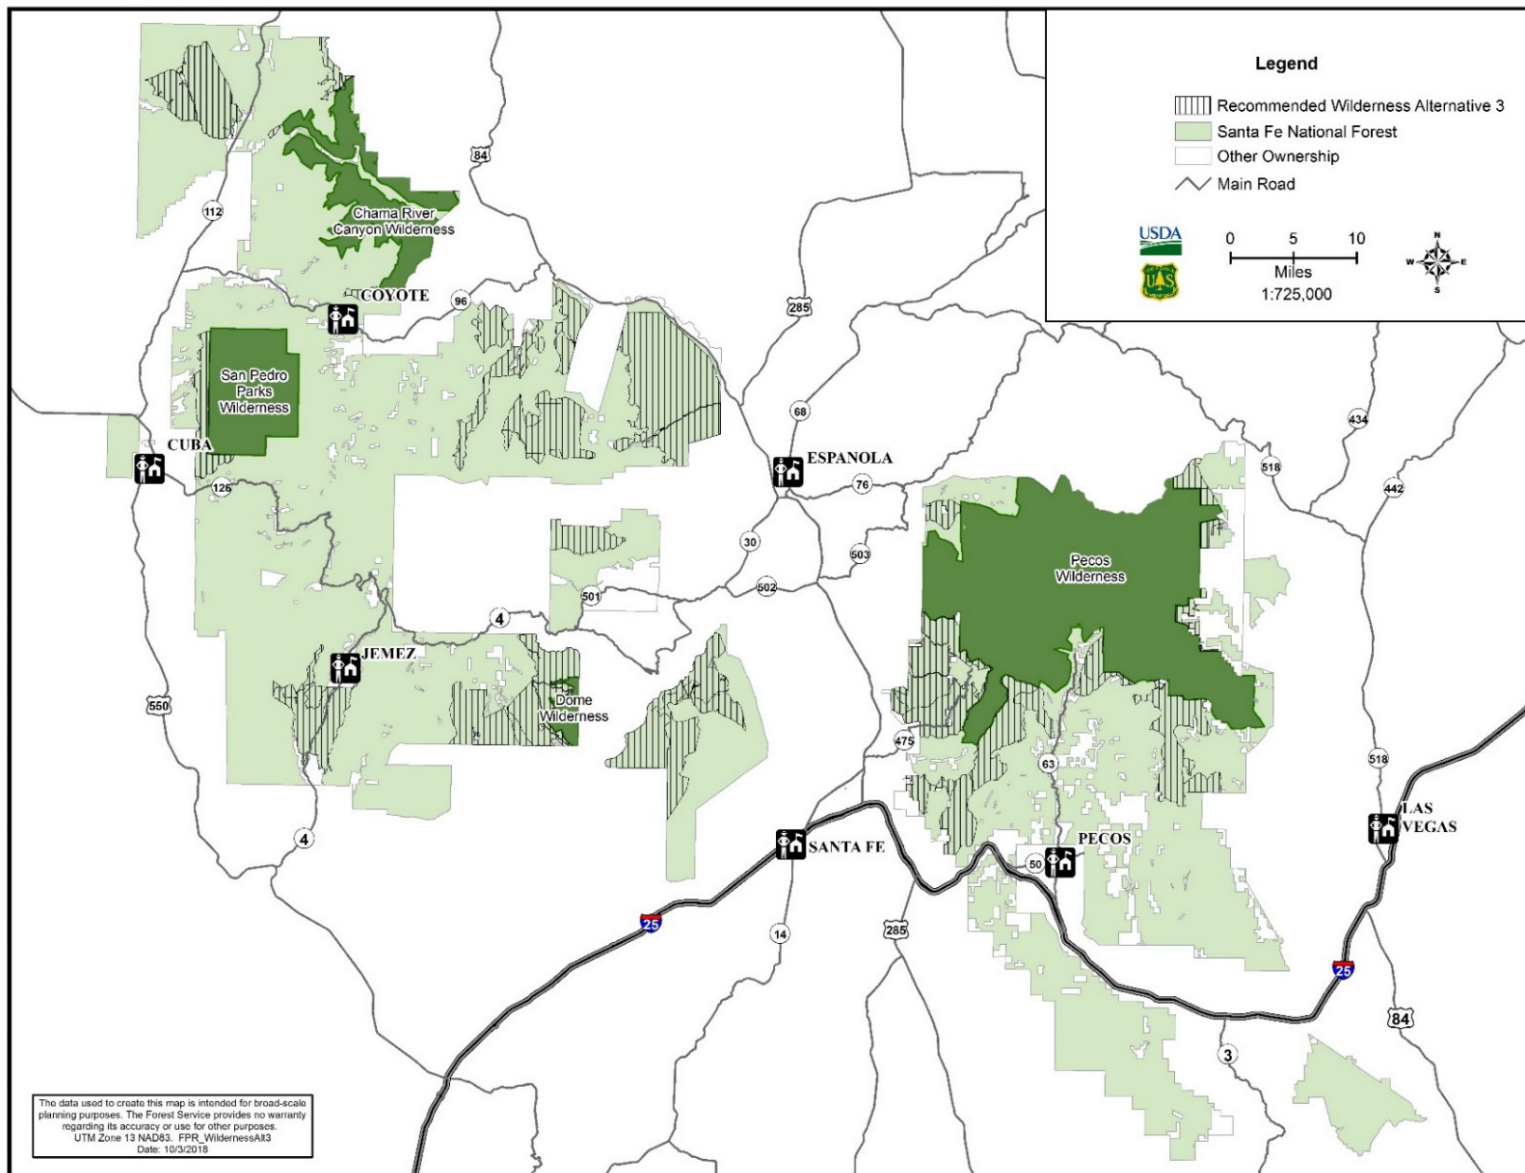 Legend
Recommended Wilderness Alternative 3
Santa Fe National Forest
Other Ownership
Main Road
USDA
U S
0 5 10
Miles
1:725,000
N
W E
S
84
112
Chama River
Canyon Wilderness
COYOTE
96
285
San Pedro
Parks
Wilderness
68
434
CUBA
ESPANOLA
518
126
76
442
30
503
Pecos
Wilderness
501
502
4
JEMEZ
550
Dome
Wilderness
475
63
518
LAS
VEGAS
4
SANTA FE
PECOS
50
25
14
285
25
84
3
The data used to create this map is intended for broad-scale
planning purposes. The Forest Service provides no warranty
regarding its accuracy or use for other purposes.
UTM Zone 13 NAD83. FPR_WildernessAlt3
Date: 10/3/2018